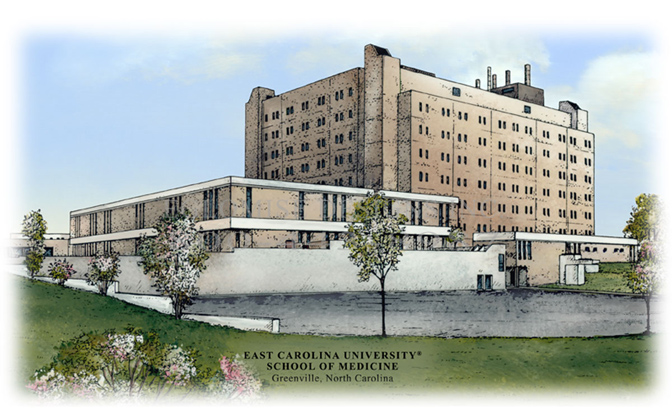 EAST CAROLINA UNIVERSITY®
SCHOOL OF MEDICINE
Greenville, North Carolina